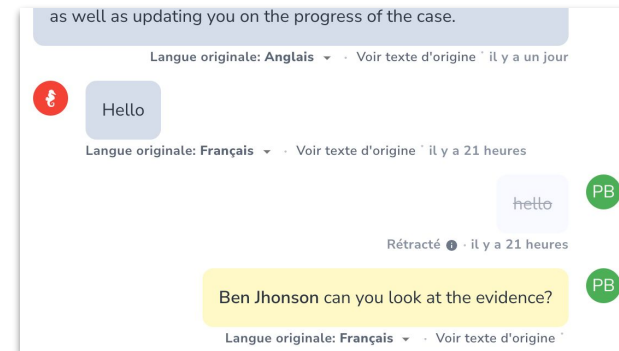 as well as updating you on the progress of the case.
Langue originale: Anglais · Voir texte d'origine · il y a un jour
Hello
Langue originale: Français · Voir texte d'origine · il y a 21 heures
hello
PB
Rétracté · il y a 21 heures
Ben Jhonson can you look at the evidence?
PB
Langue originale: Français · Voir texte d'origine ·